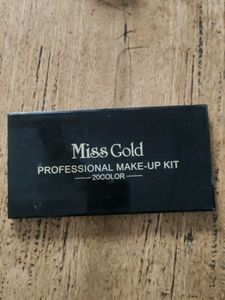 Miss Gold
PROFESSIONAL MAKE-UP KIT
20COLOR